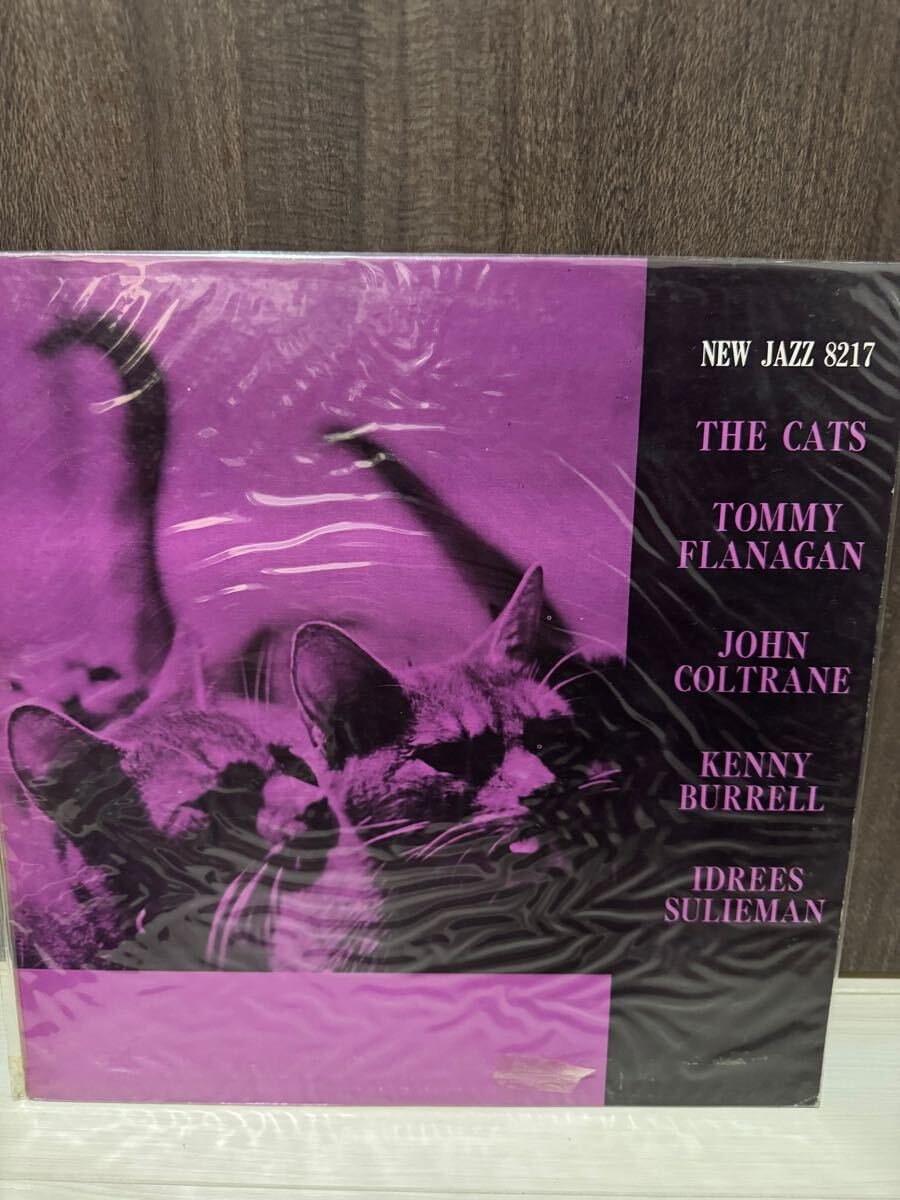 NEW JAZZ 8217
THE CATS
TOMMY
FLANAGAN
JOHN
COLTRANE
KENNY
BURRELL
IDREES
SULIEMAN